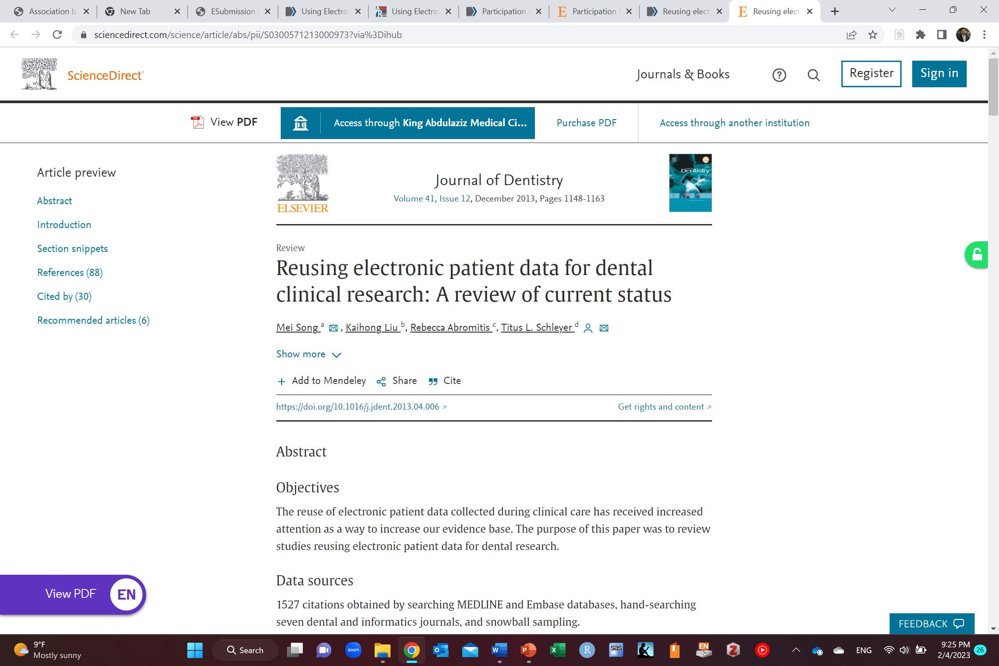 Association b
New Tab
ESubmission
Using Electro
Using Electro
Participation
Participation
Reusing elect
Reusing elect
sciencedirect.com/science/article/abs/pii/S0300571213000973?via%3Dihub
ScienceDirect
Journals & Books
Register
Sign in
View PDF
Access through King Abdulaziz Medical Ci...
Purchase PDF
Access through another institution
Article preview
Abstract
Introduction
Section snippets
References (88)
Cited by (30)
Recommended articles (6)
ELSEVIER
Journal of Dentistry
Volume 41, Issue 12, December 2013, Pages 1148-1163
Dentistry
Review
Reusing electronic patient data for dental
clinical research: A review of current status
Mei Song a, Kaihong Liu b, Rebecca Abromitis c, Titus L. Schleyer d
Show more
Add to Mendeley
Share
Cite
https://doi.org/10.1016/j.jdent.2013.04.006
Get rights and content
Abstract
Objectives
The reuse of electronic patient data collected during clinical care has received increased
attention as a way to increase our evidence base. The purpose of this paper was to review
studies reusing electronic patient data for dental research.
Data sources
1527 citations obtained by searching MEDLINE and Embase databases, hand-searching
seven dental and informatics journals, and snowball sampling.
View PDF
EN
FEEDBACK
9°F
Mostly sunny
Search
zoom
sas
EN
ENG
9:25 PM
2/4/2023
26